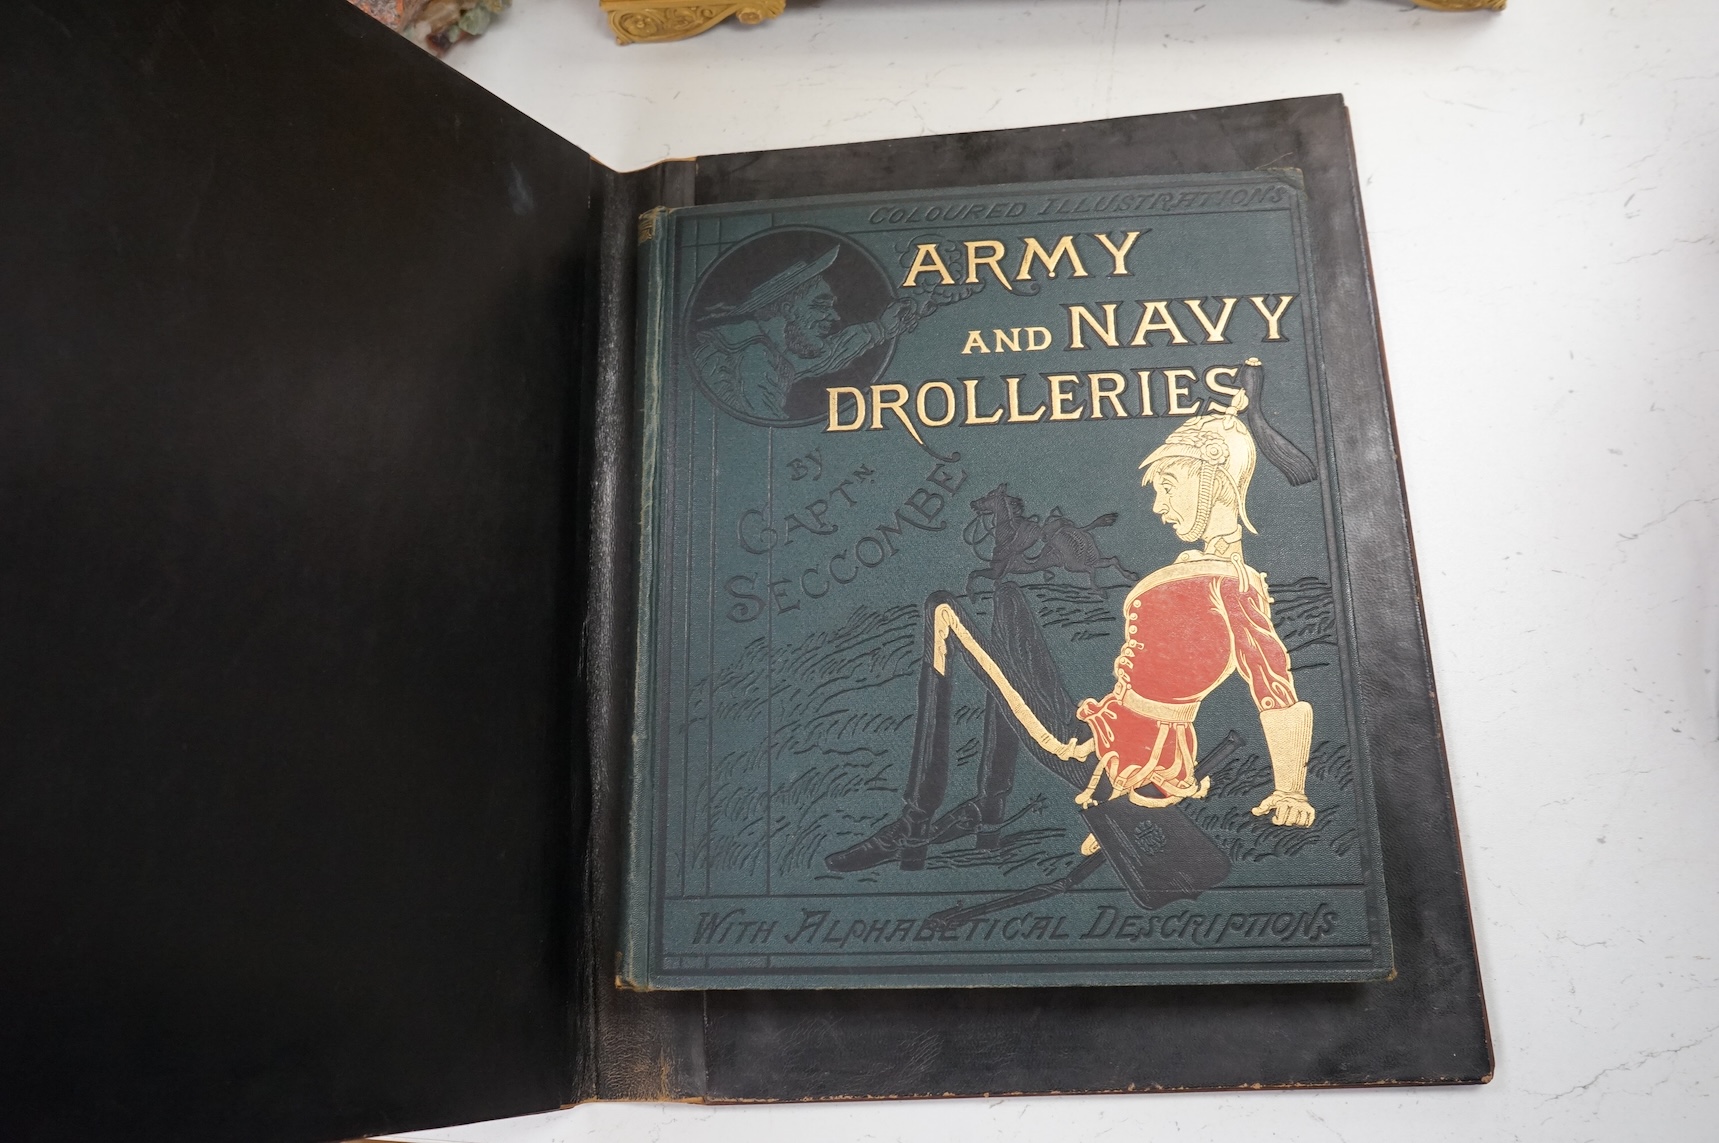 COLOURED ILLUSTRATIONS
ARMY
AND NAVY
DROLLERIES
BY
CAPTN
SECCOMBE
WITH ALPHABETICAL DESCRIPTIONS